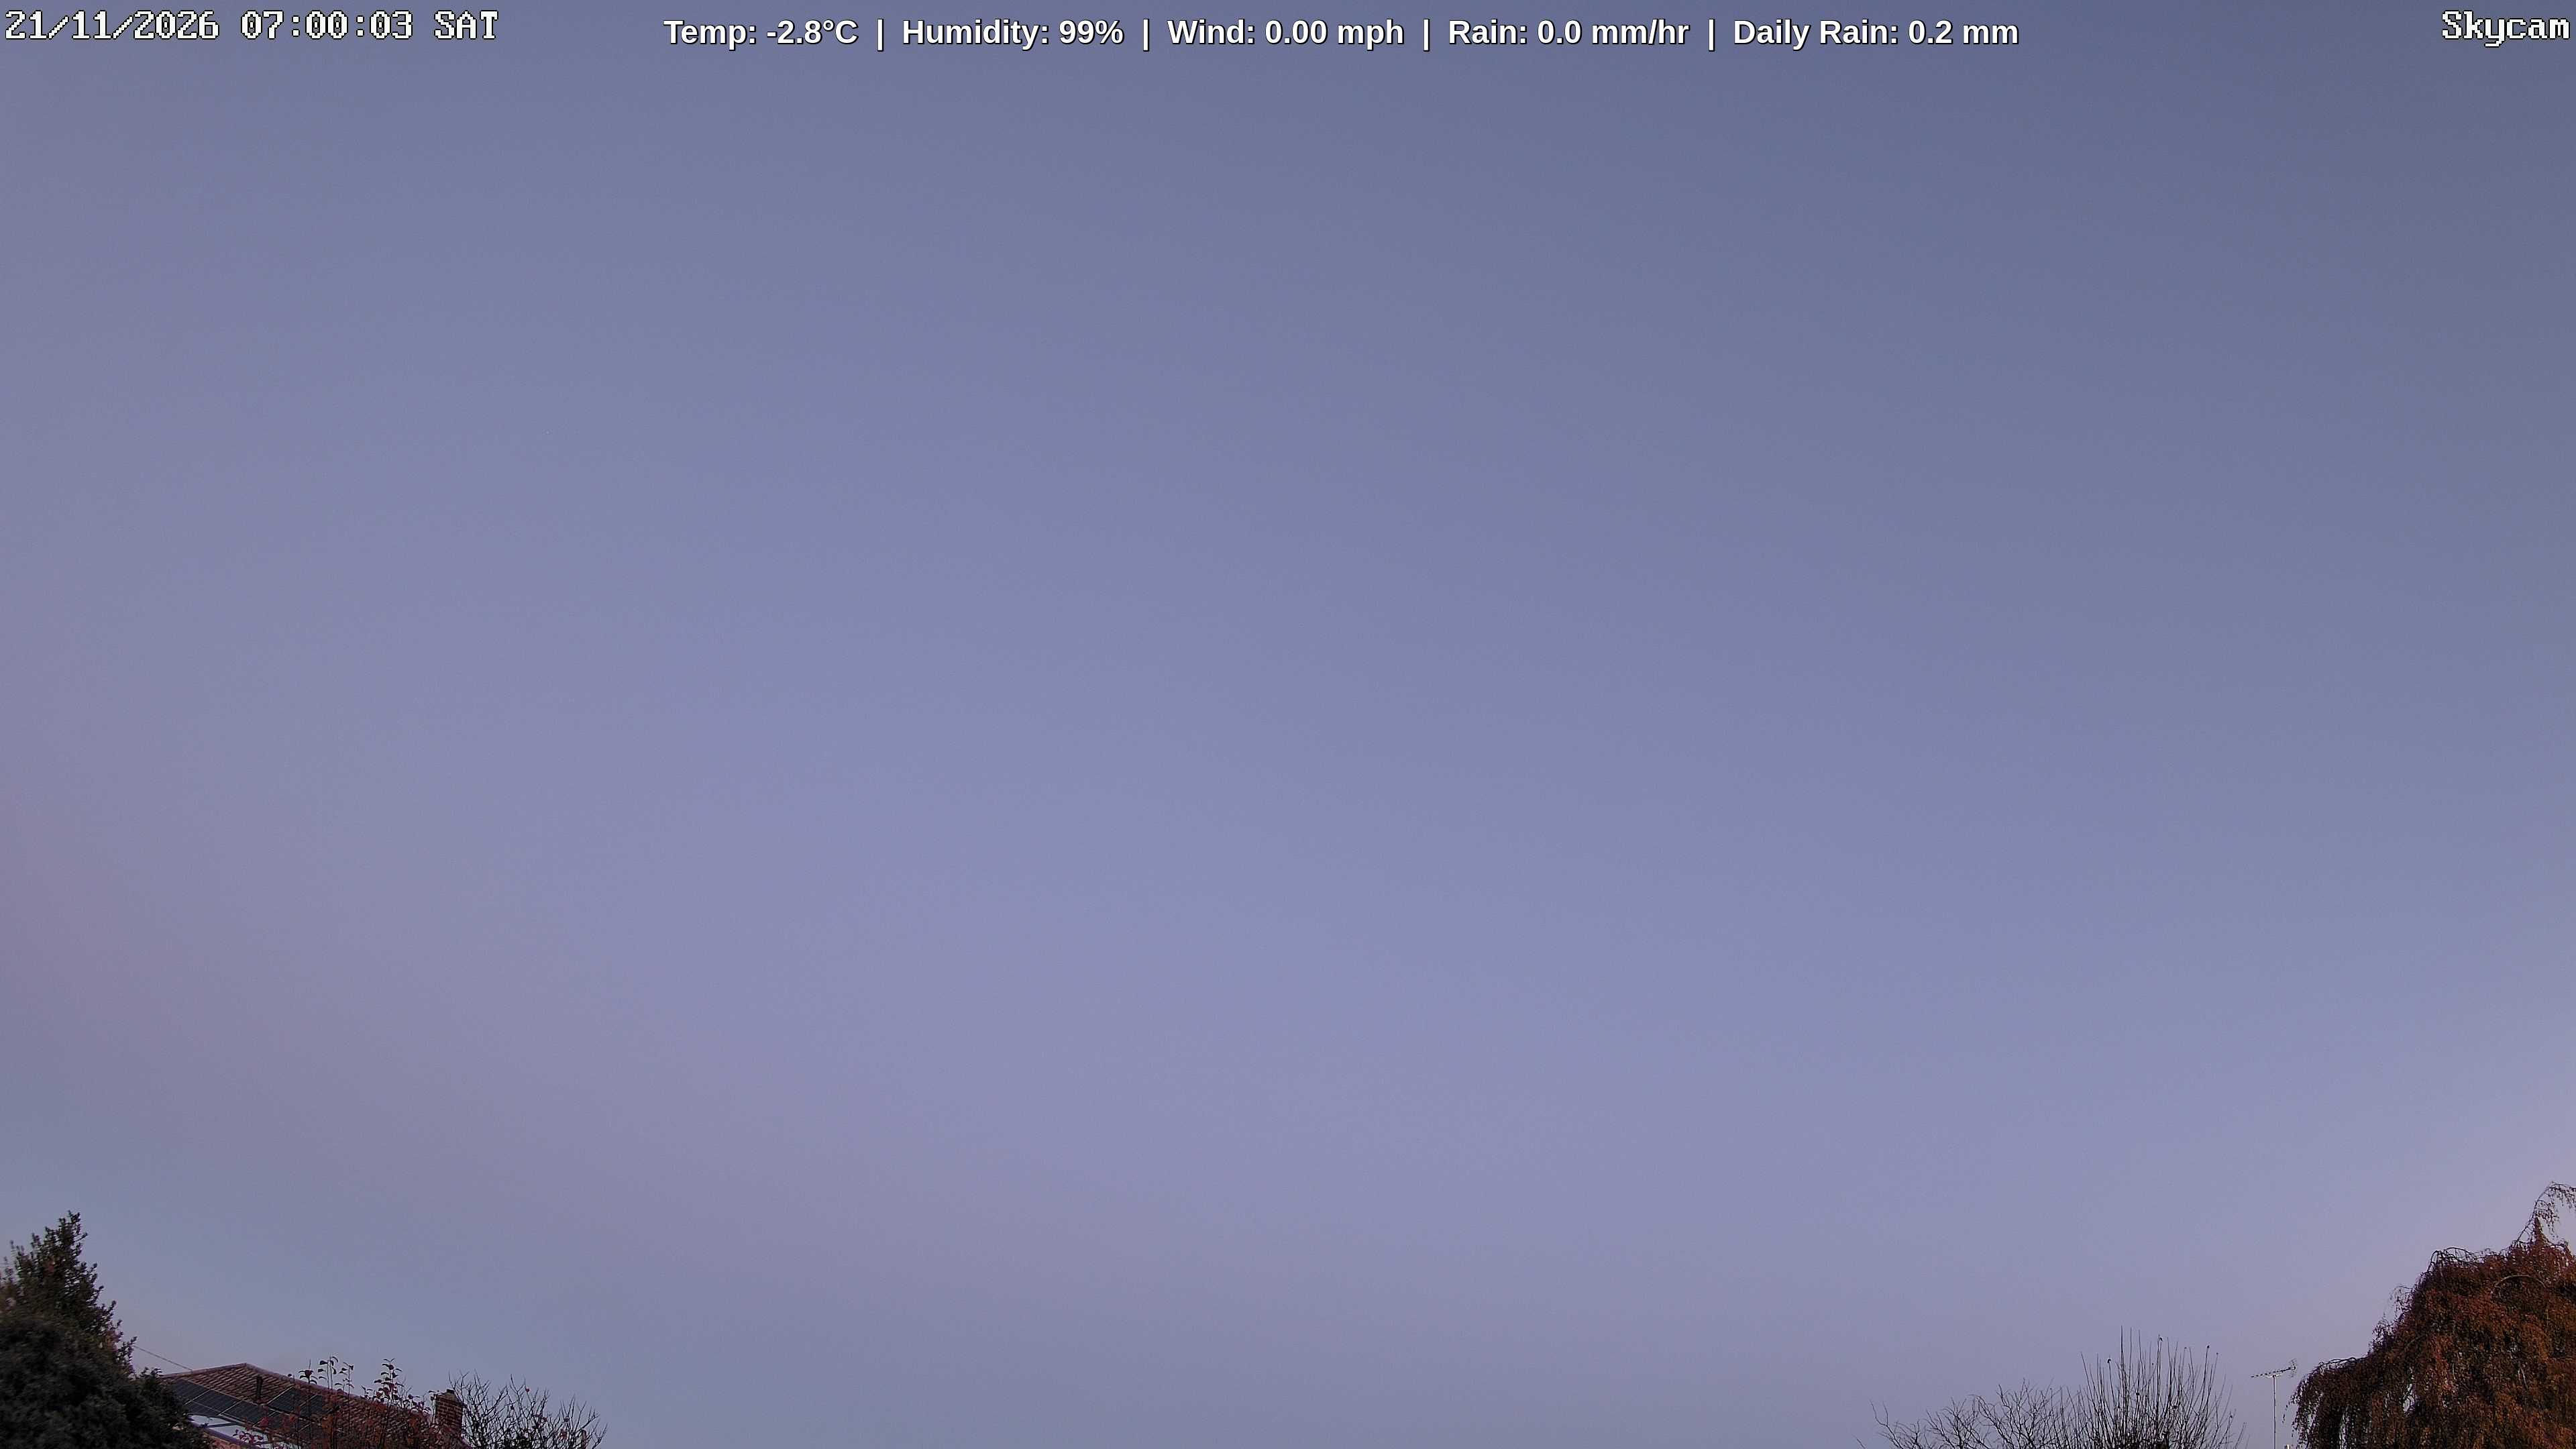 21/11/2026 07:00:03 SAT
Temp: -2.8°C | Humidity: 99% | Wind: 0.00 mph | Rain: 0.0 mm/hr | Daily Rain: 0.2 mm
Skycam